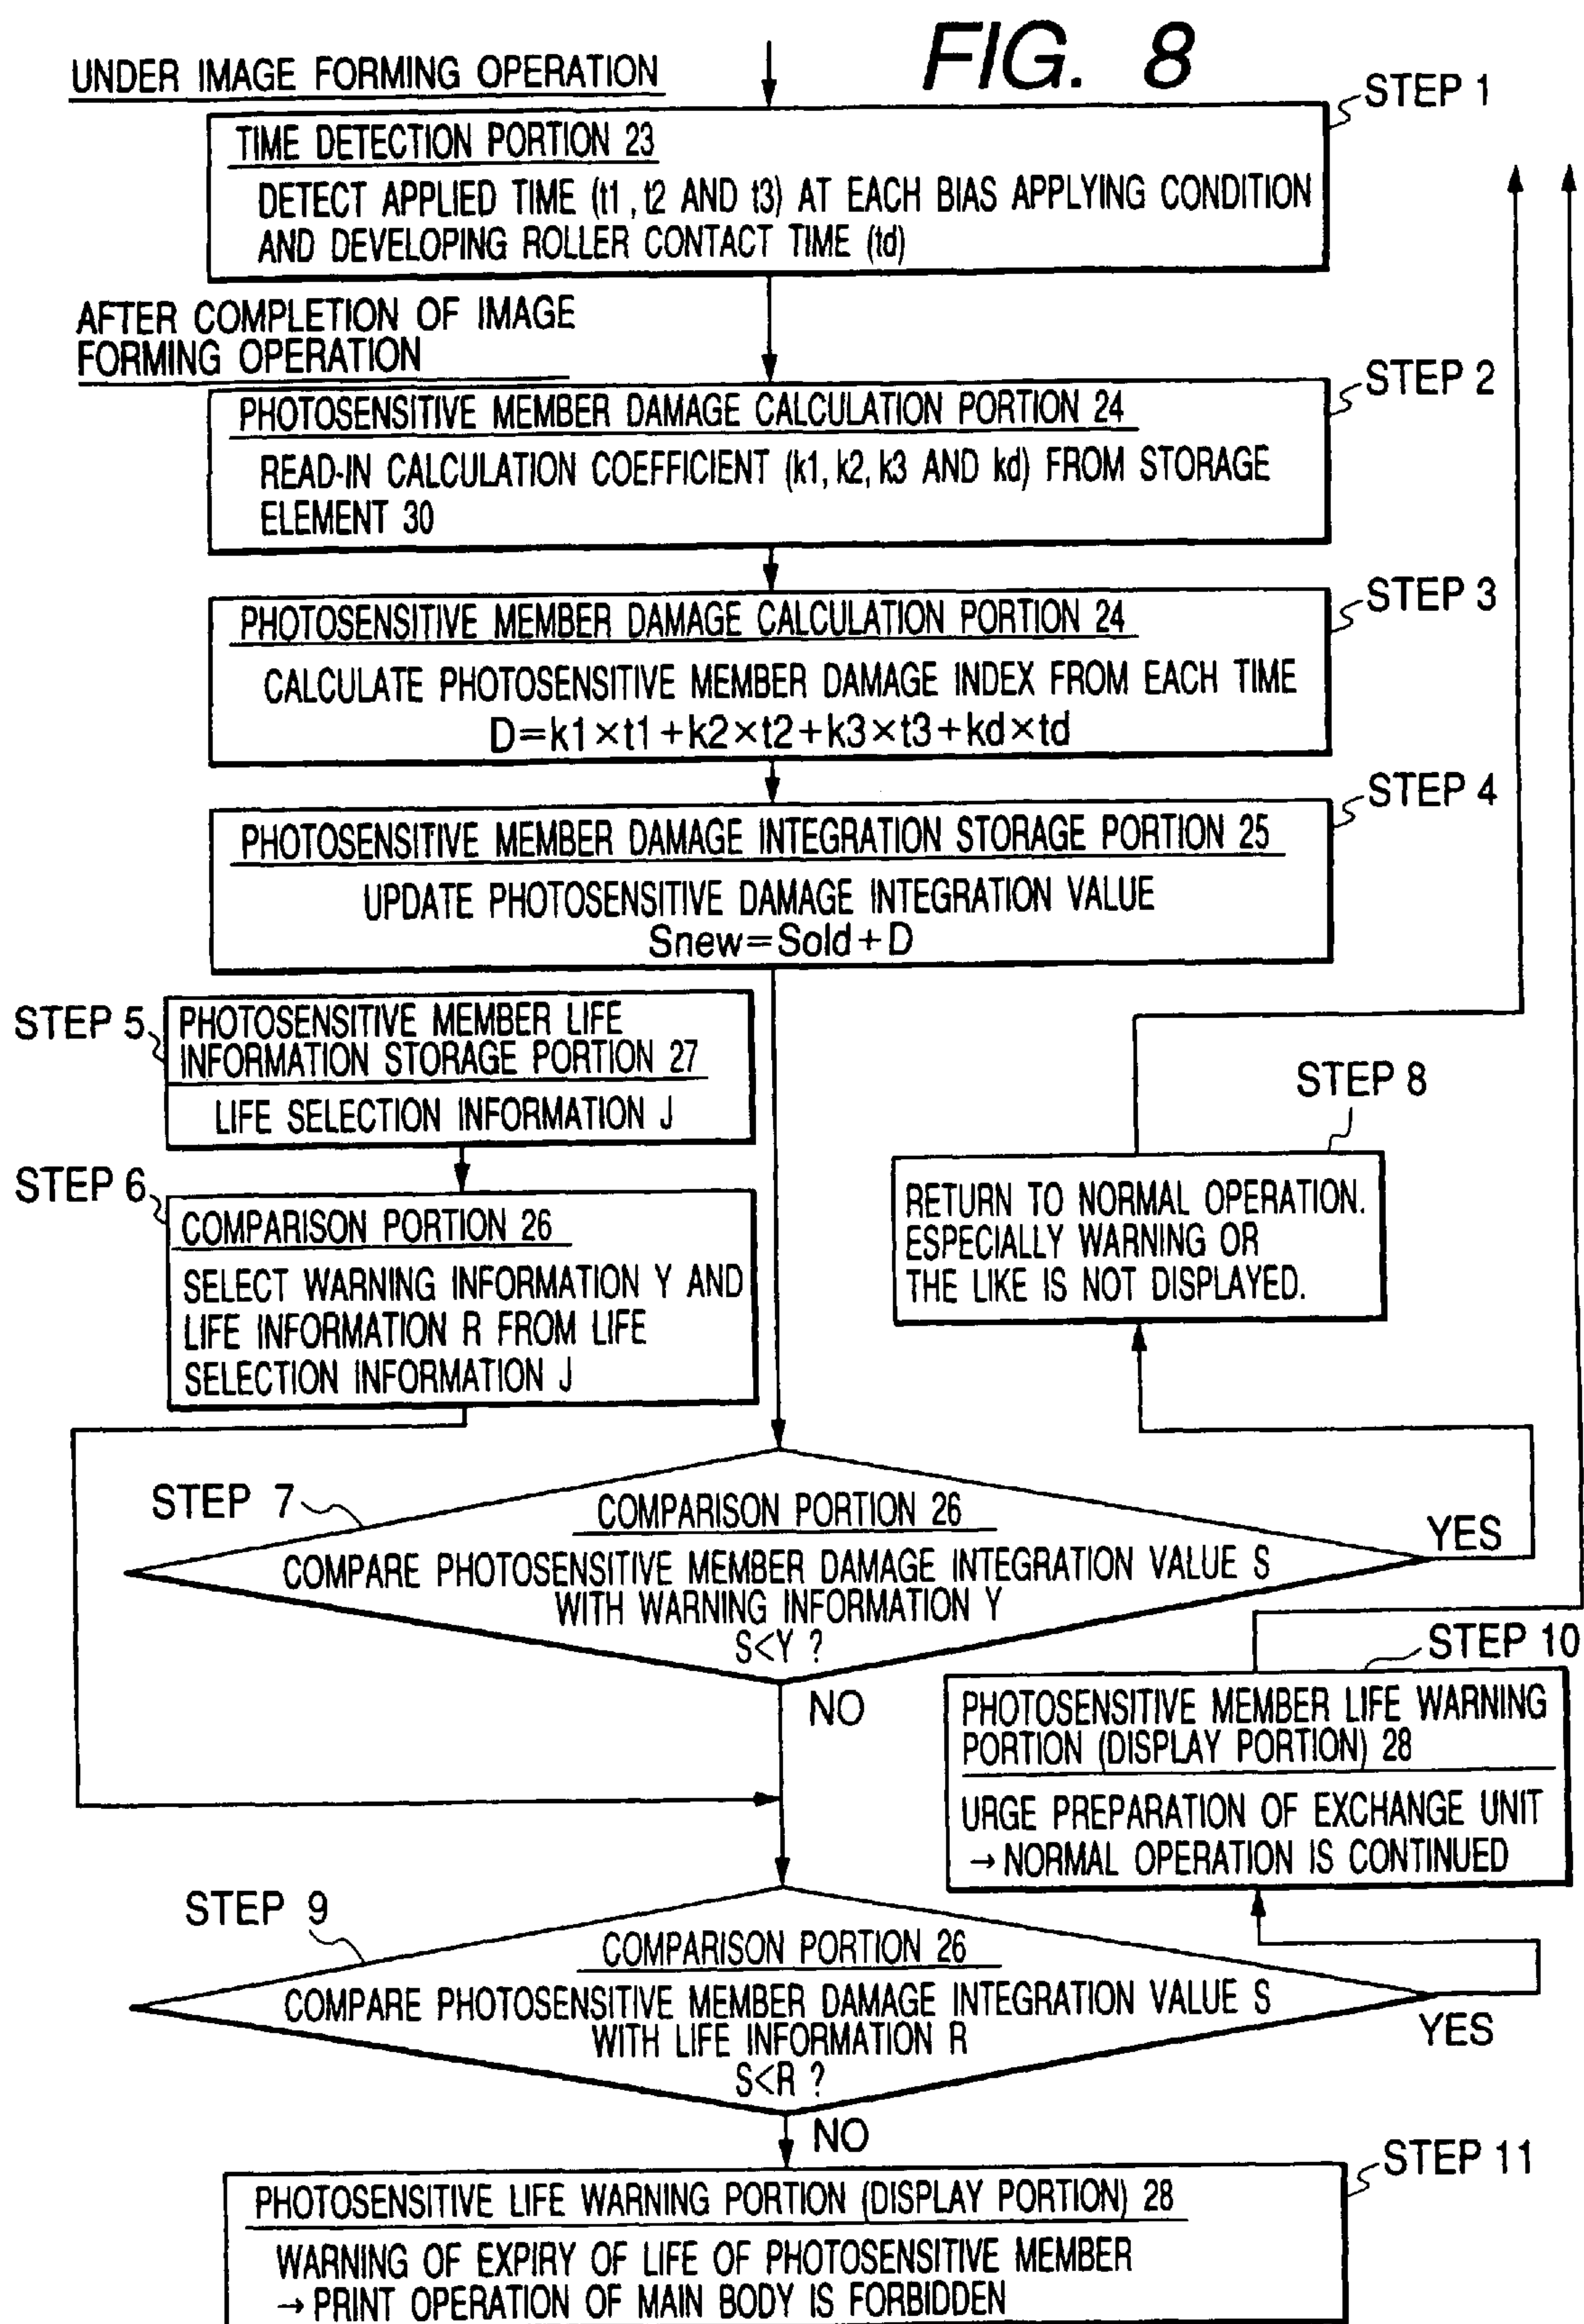 FIG. 8
UNDER IMAGE FORMING OPERATION
STEP 1
TIME DETECTION PORTION 23
DETECT APPLIED TIME (t1, t2 AND t3) AT EACH BIAS APPLYING CONDITION
AND DEVELOPING ROLLER CONTACT TIME (td)
AFTER COMPLETION OF IMAGE
FORMING OPERATION
STEP 2
PHOTOSENSITIVE MEMBER DAMAGE CALCULATION PORTION 24
READ-IN CALCULATION COEFFICIENT (k1, k2, k3 AND kd) FROM STORAGE
ELEMENT 30
STEP 3
PHOTOSENSITIVE MEMBER DAMAGE CALCULATION PORTION 24
CALCULATE PHOTOSENSITIVE MEMBER DAMAGE INDEX FROM EACH TIME
D=k1×t1+k2×t2+k3×t3+kd×td
STEP 4
PHOTOSENSITIVE MEMBER DAMAGE INTEGRATION STORAGE PORTION 25
UPDATE PHOTOSENSITIVE DAMAGE INTEGRATION VALUE
Snew=Sold+D
STEP 5
PHOTOSENSITIVE MEMBER LIFE
INFORMATION STORAGE PORTION 27
LIFE SELECTION INFORMATION J
STEP 6
COMPARISON PORTION 26
SELECT WARNING INFORMATION Y AND
LIFE INFORMATION R FROM LIFE
SELECTION INFORMATION J
STEP 8
RETURN TO NORMAL OPERATION.
ESPECIALLY WARNING OR
THE LIKE IS NOT DISPLAYED.
STEP 7
COMPARISON PORTION 26
COMPARE PHOTOSENSITIVE MEMBER DAMAGE INTEGRATION VALUE S
WITH WARNING INFORMATION Y
S<Y ?
YES
NO
STEP 10
PHOTOSENSITIVE MEMBER LIFE WARNING
PORTION (DISPLAY PORTION) 28
URGE PREPARATION OF EXCHANGE UNIT
→ NORMAL OPERATION IS CONTINUED
STEP 9
COMPARISON PORTION 26
COMPARE PHOTOSENSITIVE MEMBER DAMAGE INTEGRATION VALUE S
WITH LIFE INFORMATION R
S<R ?
YES
NO
STEP 11
PHOTOSENSITIVE LIFE WARNING PORTION (DISPLAY PORTION) 28
WARNING OF EXPIRY OF LIFE OF PHOTOSENSITIVE MEMBER
→ PRINT OPERATION OF MAIN BODY IS FORBIDDEN